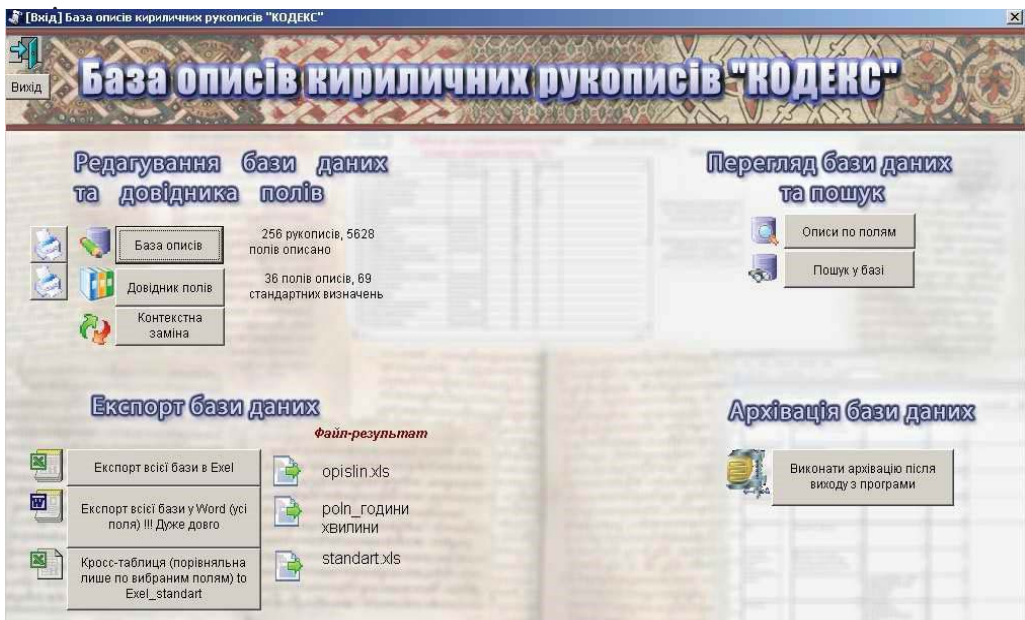 [Вхід] База описів кириличних рукописів "КОДЕКС"
Вихід
База описів кириличних рукописів "КОДЕКС"
Редагування бази даних
та довідника полів
База описів
256 рукописів, 5628
полів описано
Довідник полів
36 полів описів, 69
стандартних визначень
Контекстна
заміна
Перегляд бази даних
та пошук
Описи по полям
Пошук у базі
Експорт бази даних
Файл-результат
Експорт всієї бази в Exel
opislin.xls
Експорт всієї бази у Word (усі
поля) !!! Дуже довго
poln_години
хвилини
Кросс-таблиця (порівняльна
лише по вибраним полям) to
Exel_standart
standart.xls
Архівація бази даних
Виконати архівацію після
виходу з програми